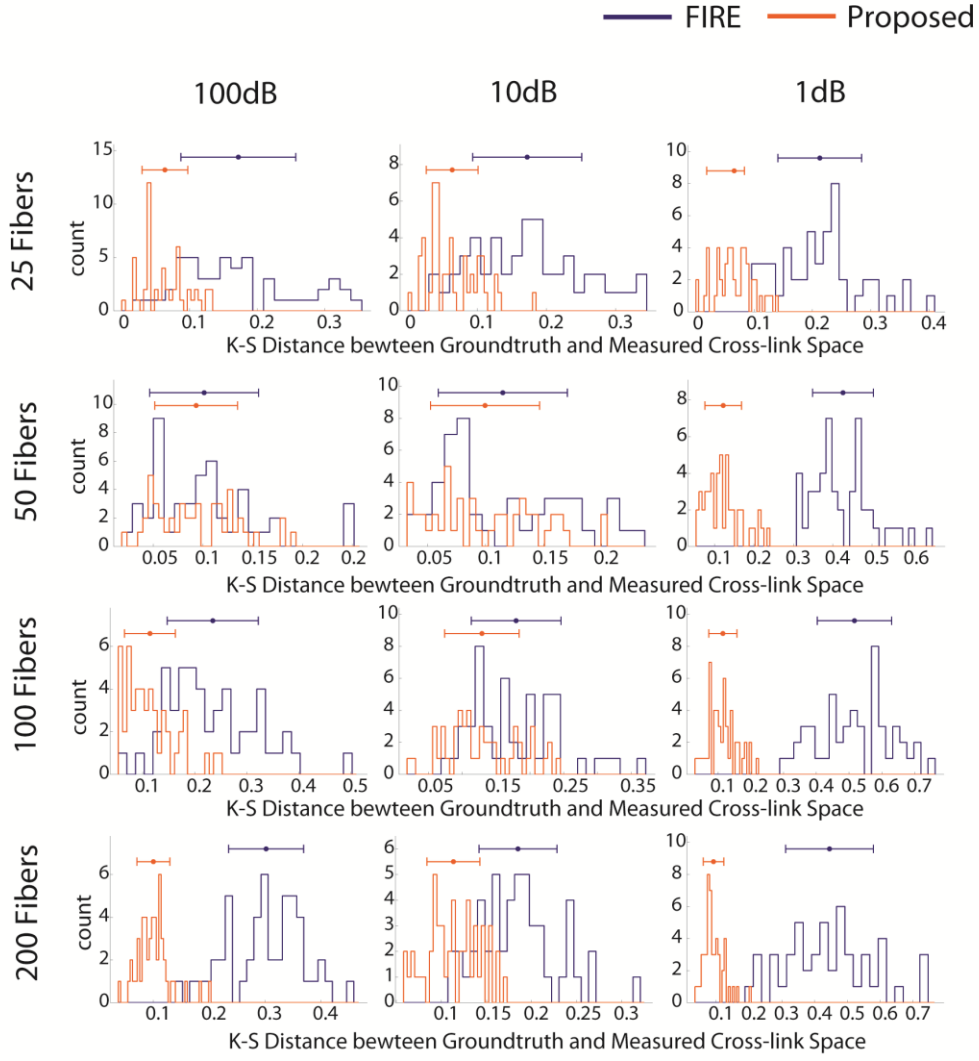 FIRE Proposed
100dB 10dB 1dB
25 Fibers
count
15
10
5
0
0 0.1 0.2 0.3
8
6
4
2
0
0 0.1 0.2 0.3
10
8
6
4
2
0
0 0.1 0.2 0.3 0.4
K-S Distance bewteen Groundtruth and Measured Cross-link Space
50 Fibers
count
10
8
6
4
2
0
0.05 0.1 0.15 0.2 0.2
10
8
6
4
2
0
0.05 0.1 0.15 0.2
10
8
6
4
2
0
0.1 0.2 0.3 0.4 0.5 0.6
K-S Distance bewteen Groundtruth and Measured Cross-link Space
100 Fibers
count
6
4
2
0
0.1 0.2 0.3 0.4 0.5
10
8
6
4
2
0
0.05 0.15 0.25 0.35
10
8
6
4
2
0
0.1 0.2 0.3 0.4 0.5 0.6 0.7
K-S Distance bewteen Groundtruth and Measured Cross-link Space
200 Fibers
count
6
4
2
0
0.1 0.2 0.3 0.4
6
5
4
3
2
1
0
0.1 0.15 0.2 0.25 0.3
10
8
6
4
2
0
0.1 0.2 0.3 0.4 0.5 0.6 0.7
K-S Distance bewteen Groundtruth and Measured Cross-link Space